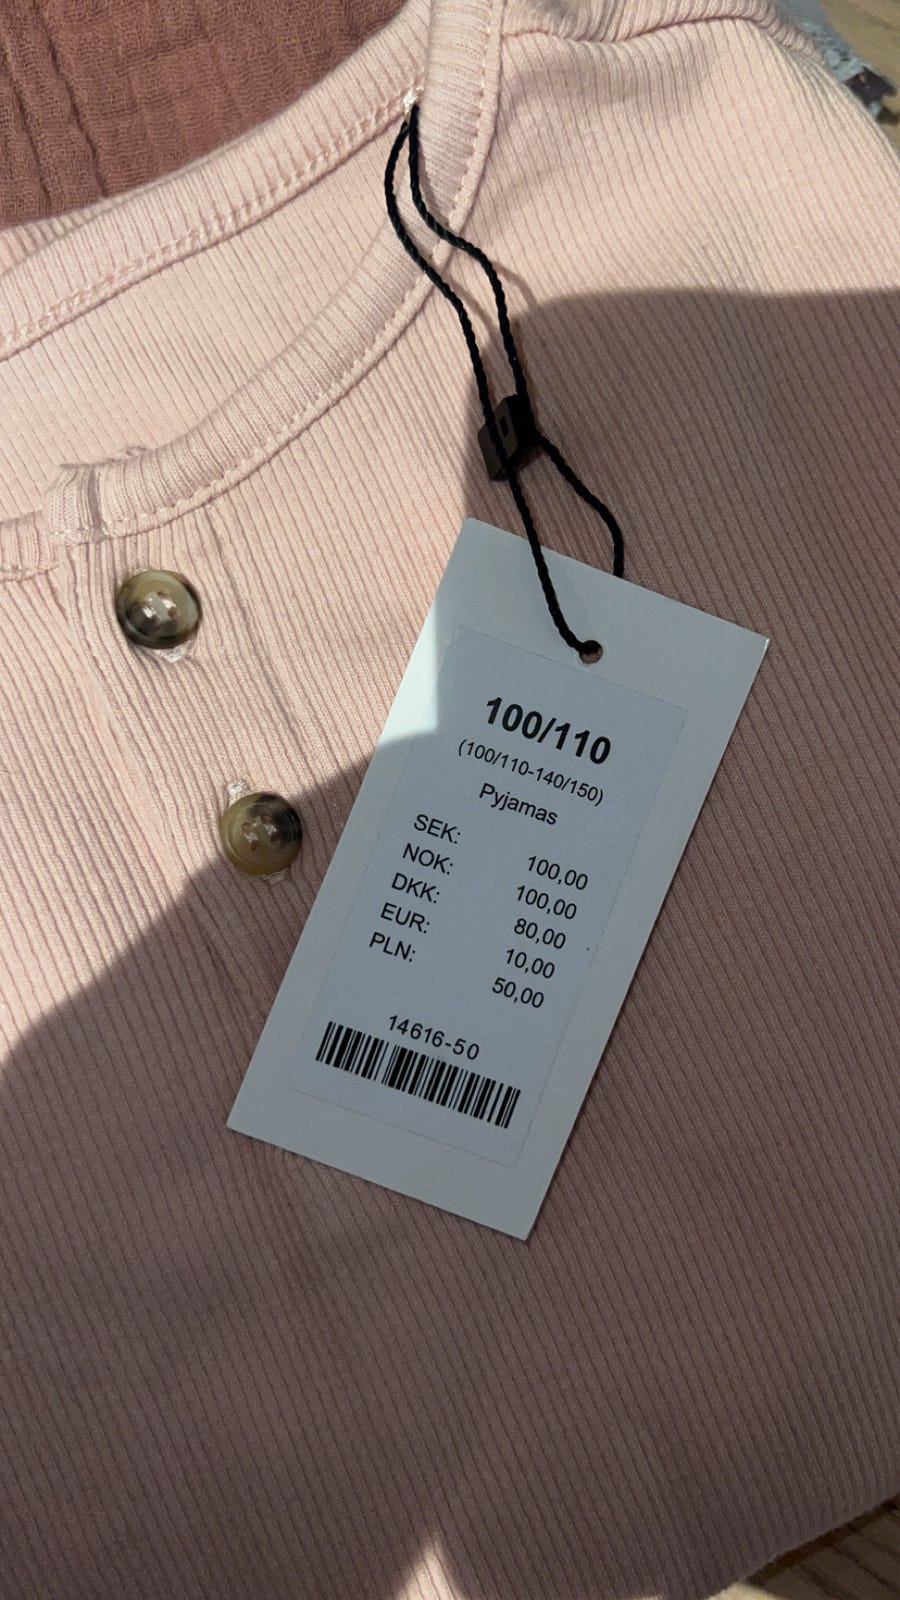 100/110
(100/110-140/150)
Pyjamas
SEK: 100,00
NOK: 100,00
DKK: 80,00
EUR: 10,00
PLN: 50,00
14616-50